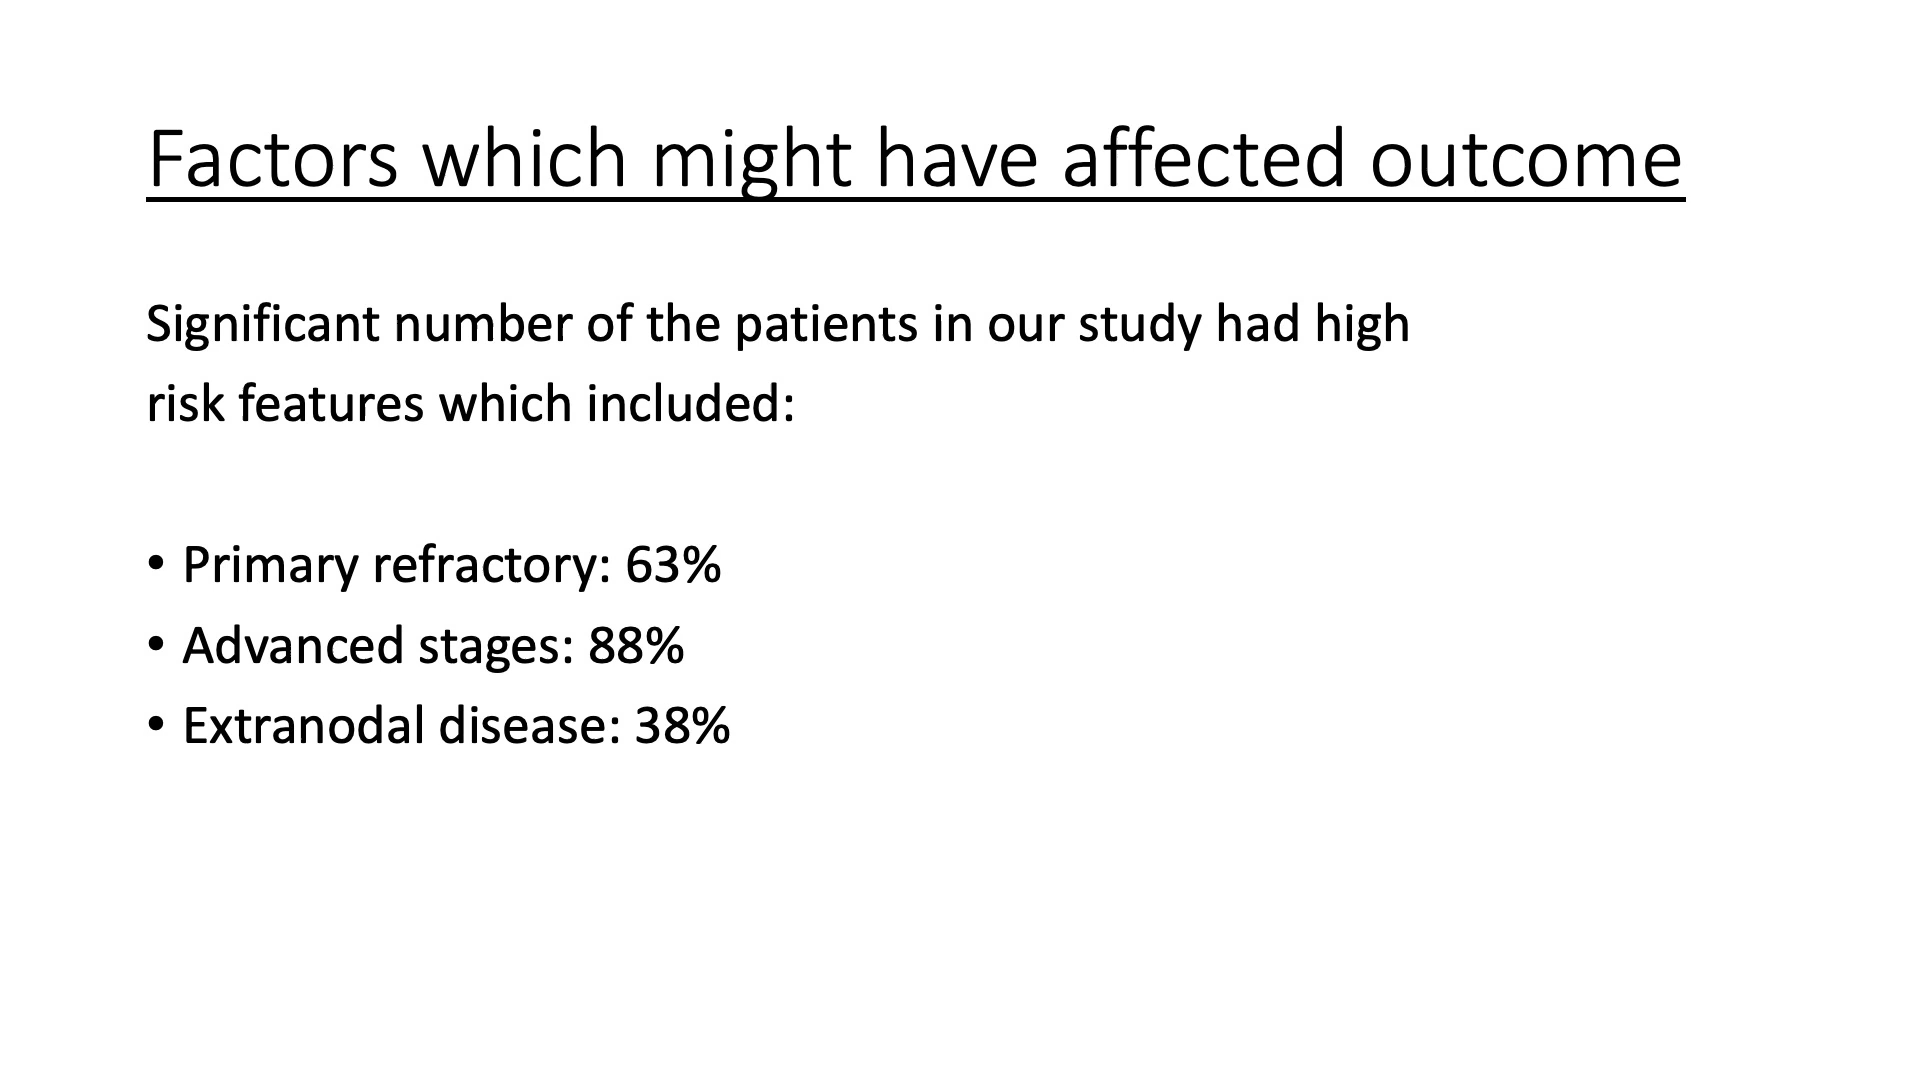 Factors which might have affected outcome
Significant number of the patients in our study had high
risk features which included:
• Primary refractory: 63%
• Advanced stages: 88%
• Extranodal disease: 38%